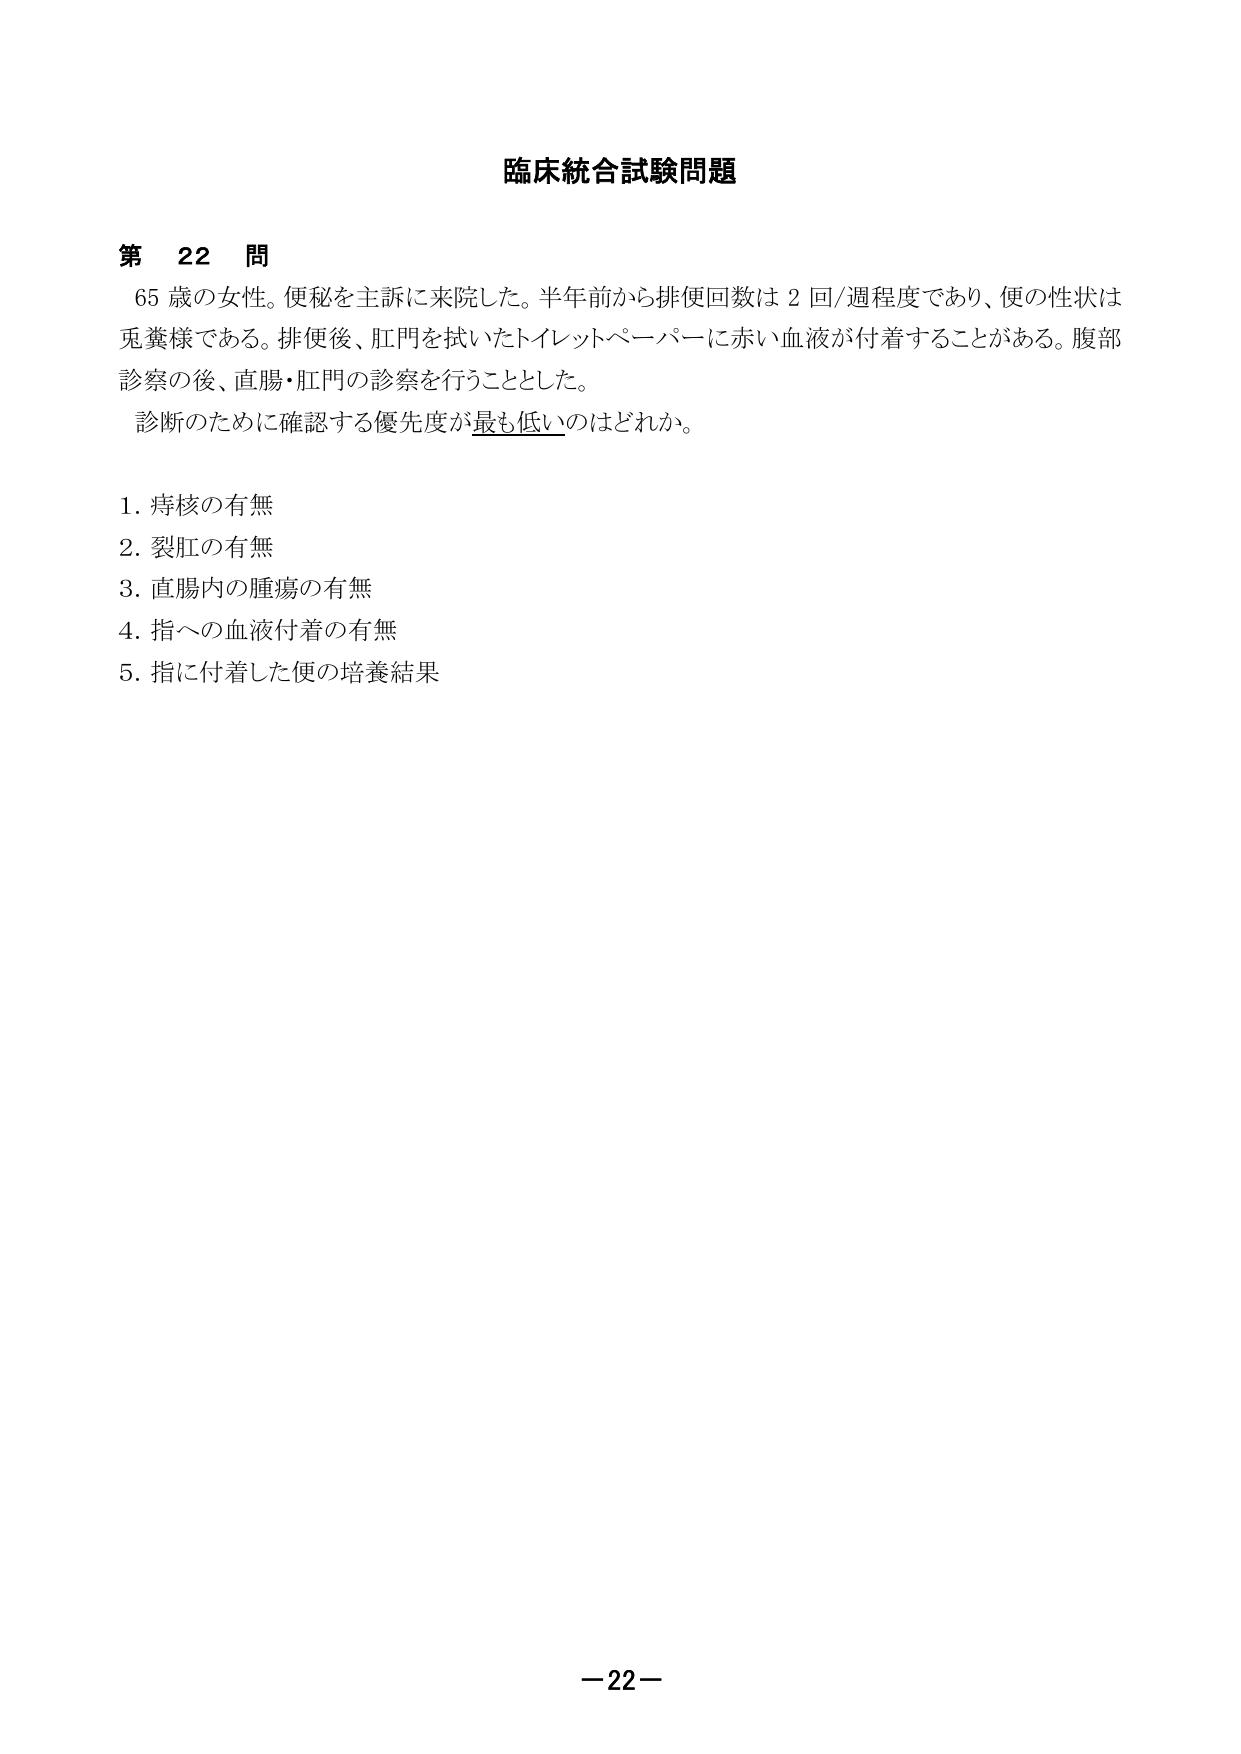 臨床統合試験問題
第 22 問
65 歳の女性。便秘を主訴に来院した。半年前から排便回数は 2 回/週程度であり、便の性状は
兎糞様である。排便後、肛門を拭いたトイレットペーパーに赤い血液が付着することがある。腹部
診察の後、直腸・肛門の診察を行うこととした。
診断のために確認する優先度が最も低いのはどれか。
1. 痔核の有無
2. 裂肛の有無
3. 直腸内の腫瘍の有無
4. 指への血液付着の有無
5. 指に付着した便の培養結果
―22―